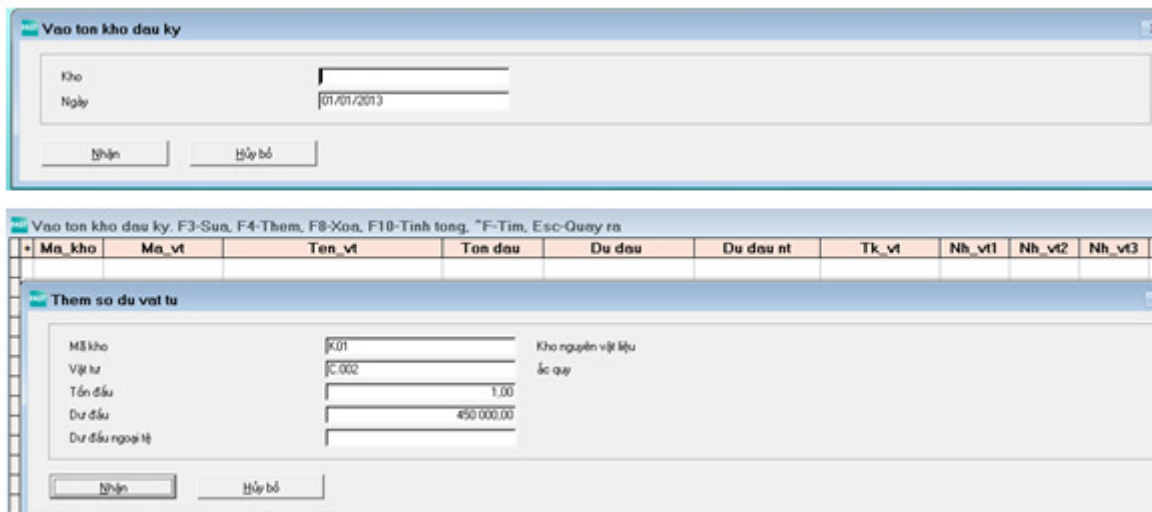 Vao ton kho dau ky
Kho
Ngày 01/01/2013
Nhận Hủy bỏ
Vao ton kho dau ky. F3-Sua, F4-Them, F8-Xoa, F10-Tinh tong, ^F-Tim, Esc-Quay ra
Ma_kho Ma_vt Ten_vt Ton dau Du dau Du dau nt Tk_vt Nh_vt1 Nh_vt2 Nh_vt3
Them so du vat tu
Mã kho K01 Kho nguyên vật liệu
Vật tư C.002 ắc quy
Tồn đầu 1,00
Dư đầu 450 000,00
Dư đầu ngoại tệ
Nhận Hủy bỏ